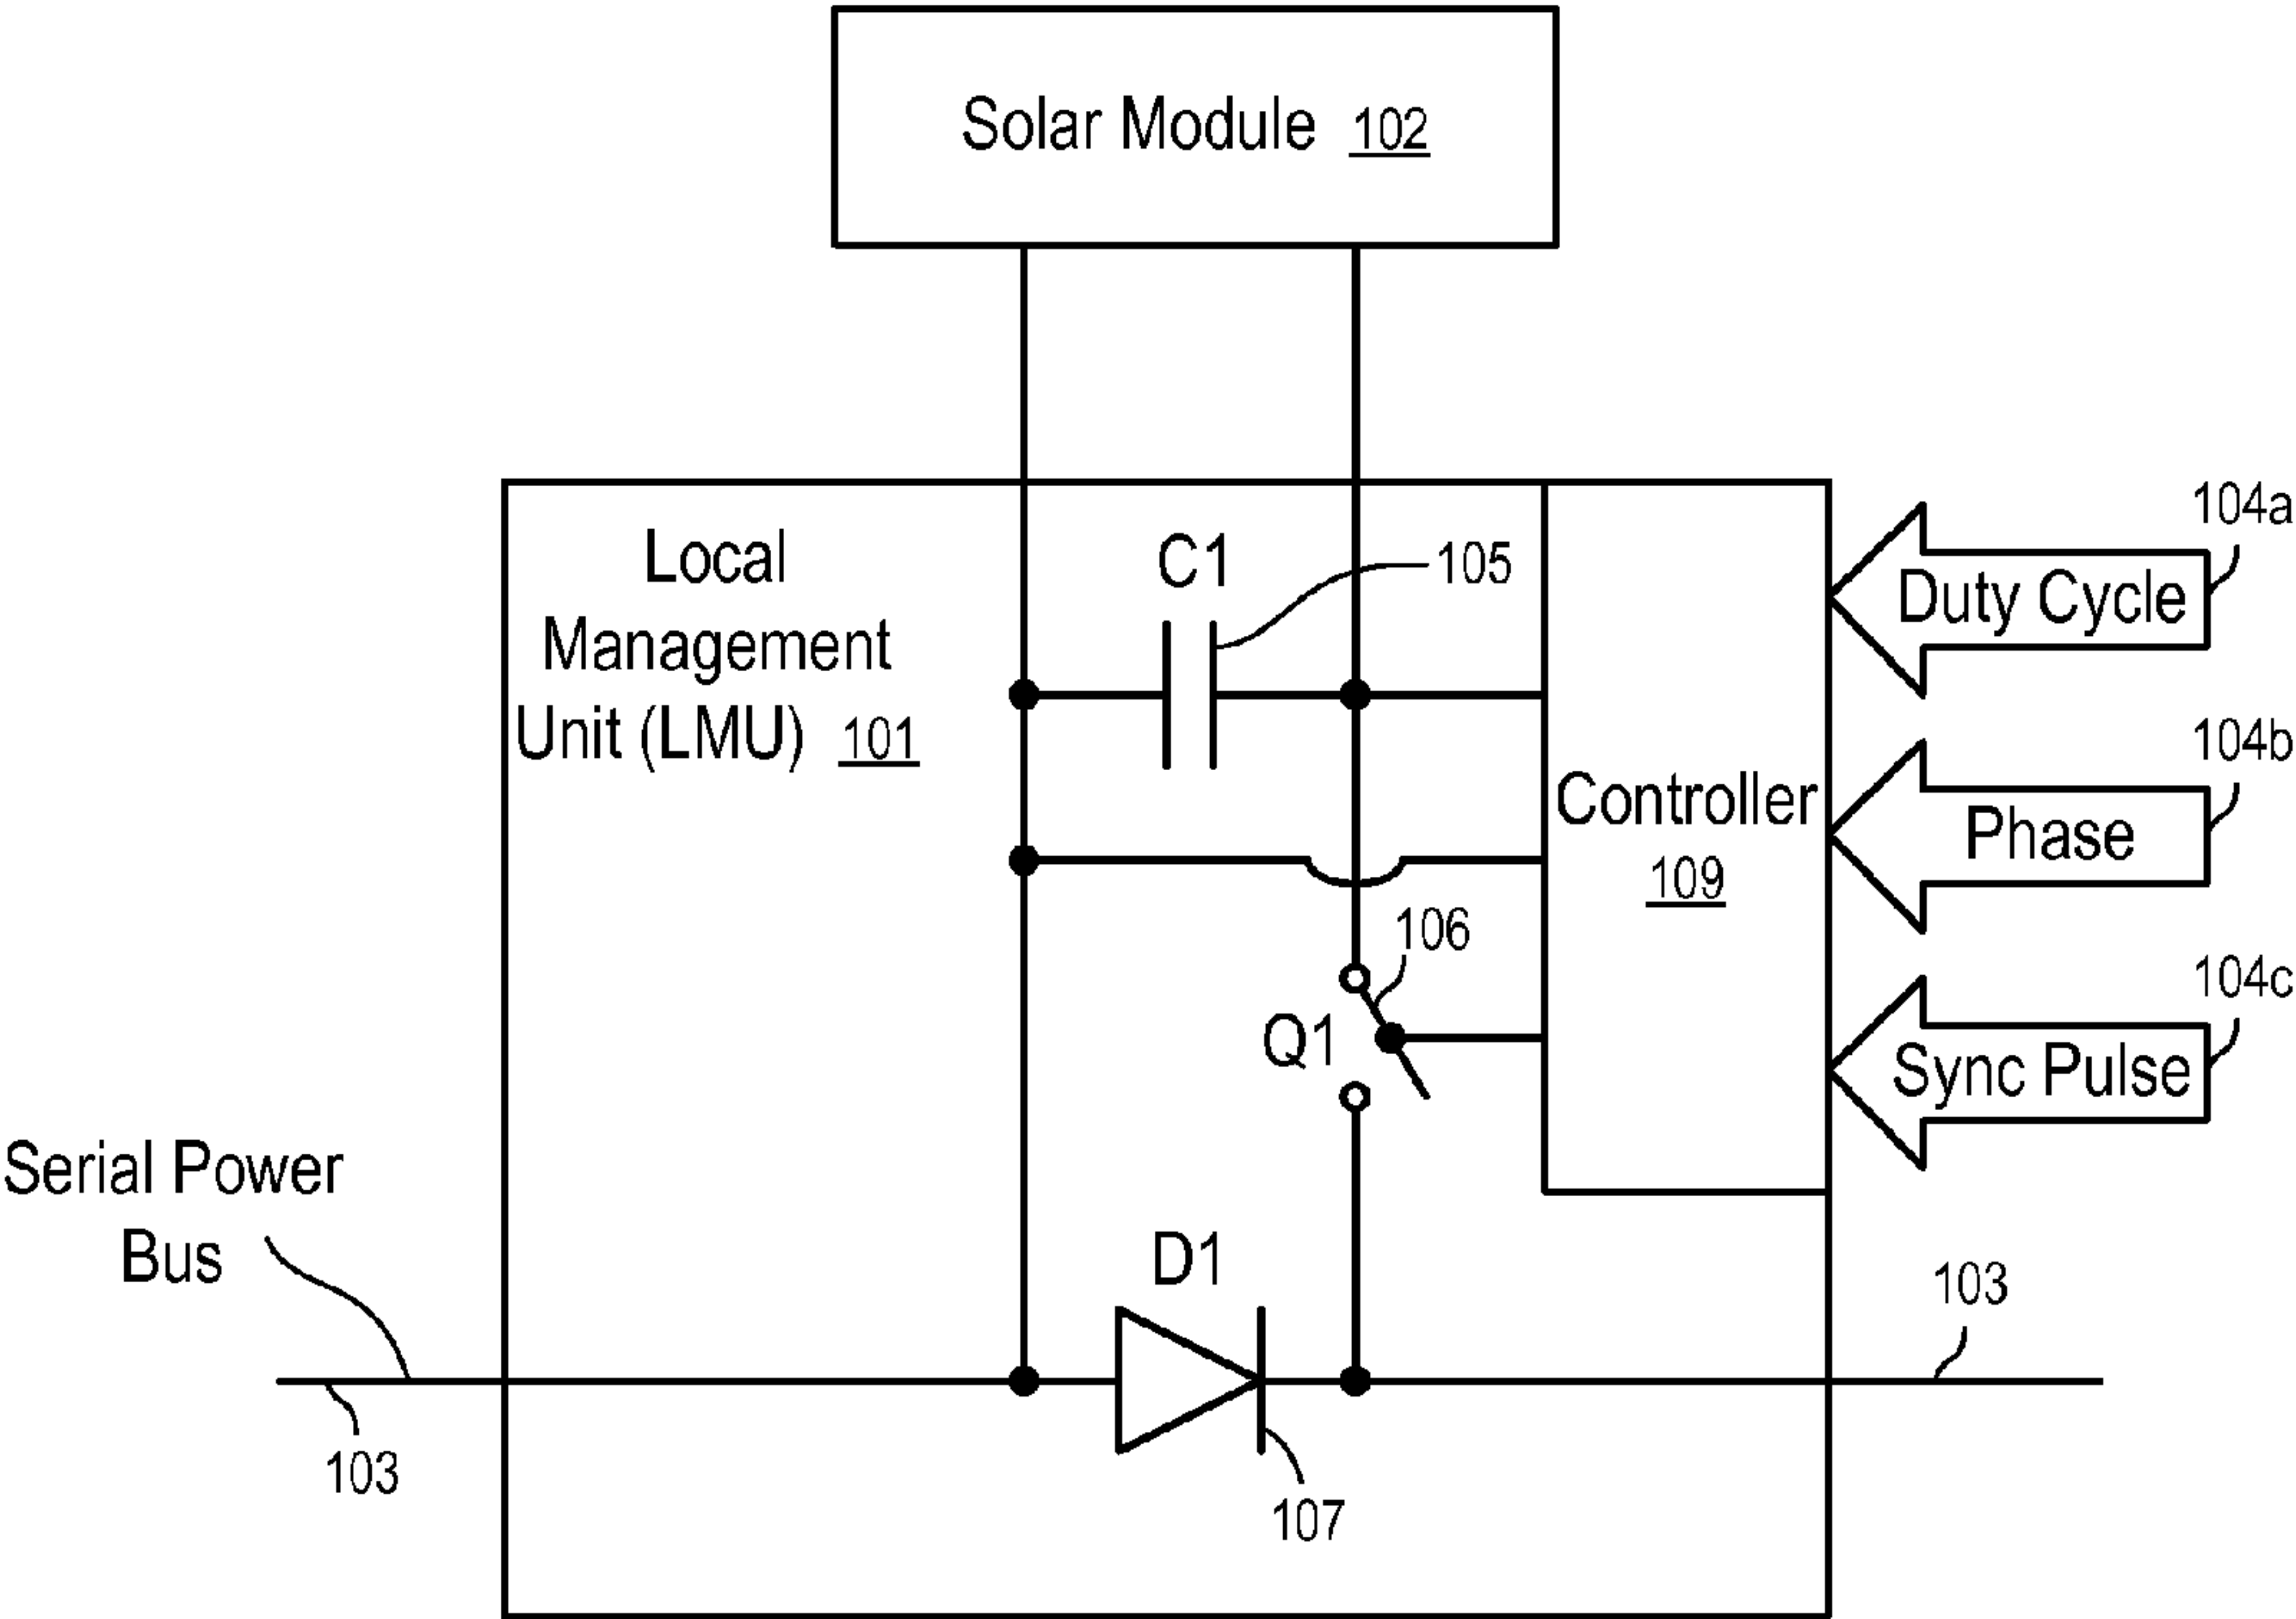 Solar Module 102
Local
Management
Unit (LMU) 101
C1
105
104a
Duty Cycle
104b
Phase
Controller
109
106
104c
Sync Pulse
Q1
Serial Power
Bus
D1
103
103
107